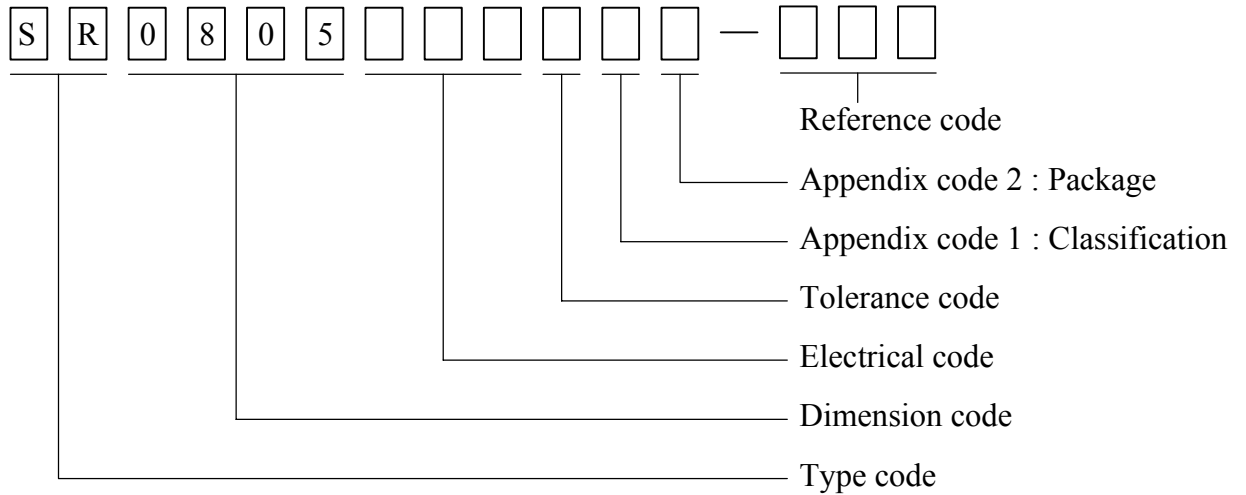 S R 0 8 0 5 —
Reference code
Appendix code 2 : Package
Appendix code 1 : Classification
Tolerance code
Electrical code
Dimension code
Type code